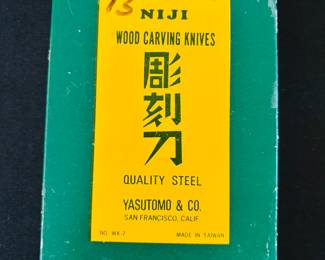 13
NIJI
WOOD CARVING KNIVES
彫
刻
刀
QUALITY STEEL
YASUTOMO & CO.
SAN FRANCISCO, CALIF.
NO. WK-7 MADE IN TAIWAN